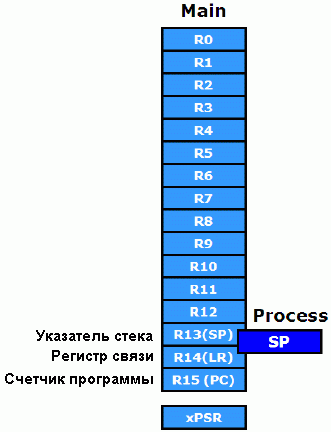 Main
R0
R1
R2
R3
R4
R5
R6
R7
R8
R9
R10
R11
R12
Process
Указатель стека R13(SP) SP
Регистр связи R14(LR)
Счетчик программы R15 (PC)
xPSR